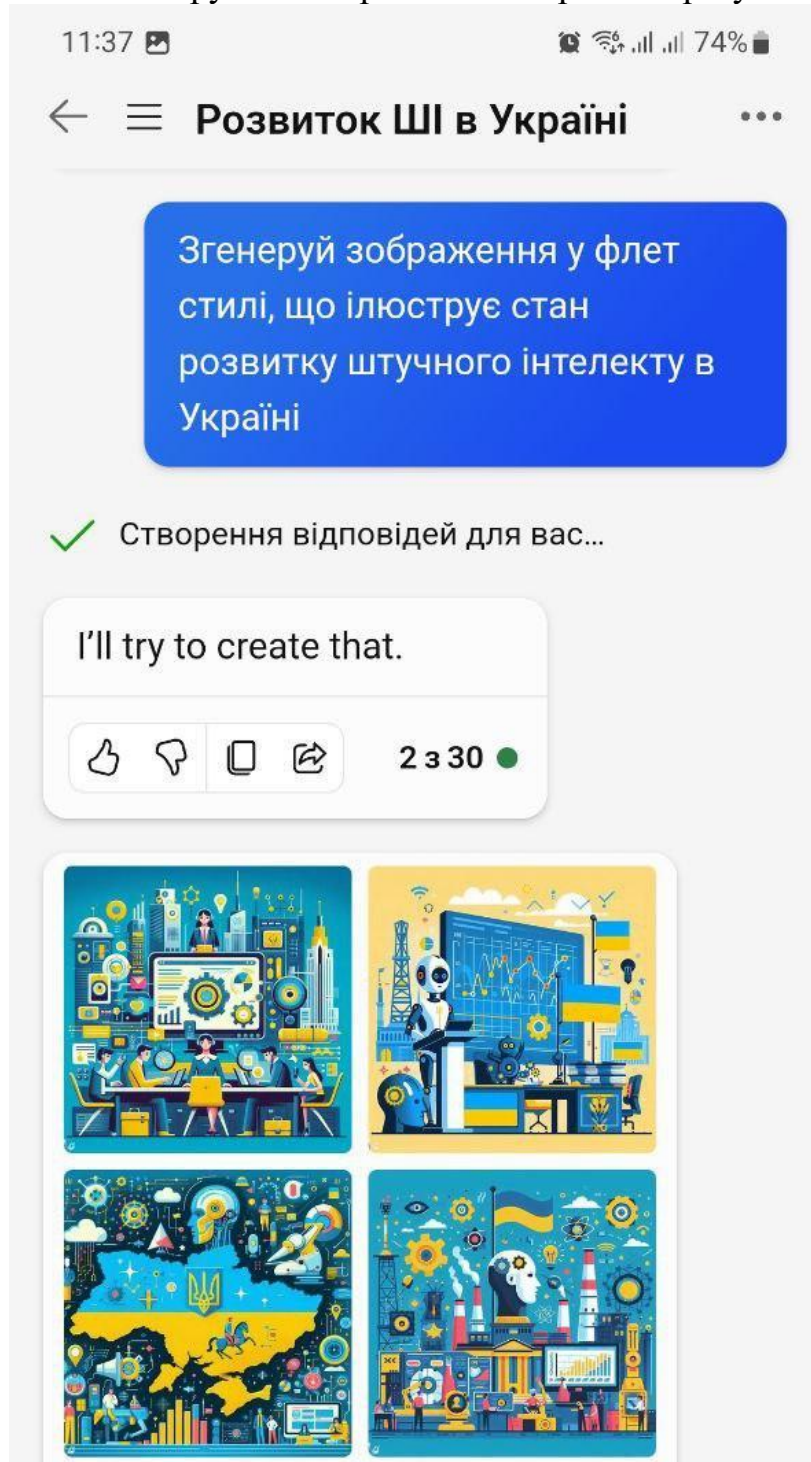 11:37
74%
Розвиток ШІ в Україні
Згенеруй зображення у флет
стилі, що ілюструє стан
розвитку штучного інтелекту в
Україні
Створення відповідей для вас...
I'll try to create that.
2 з 30